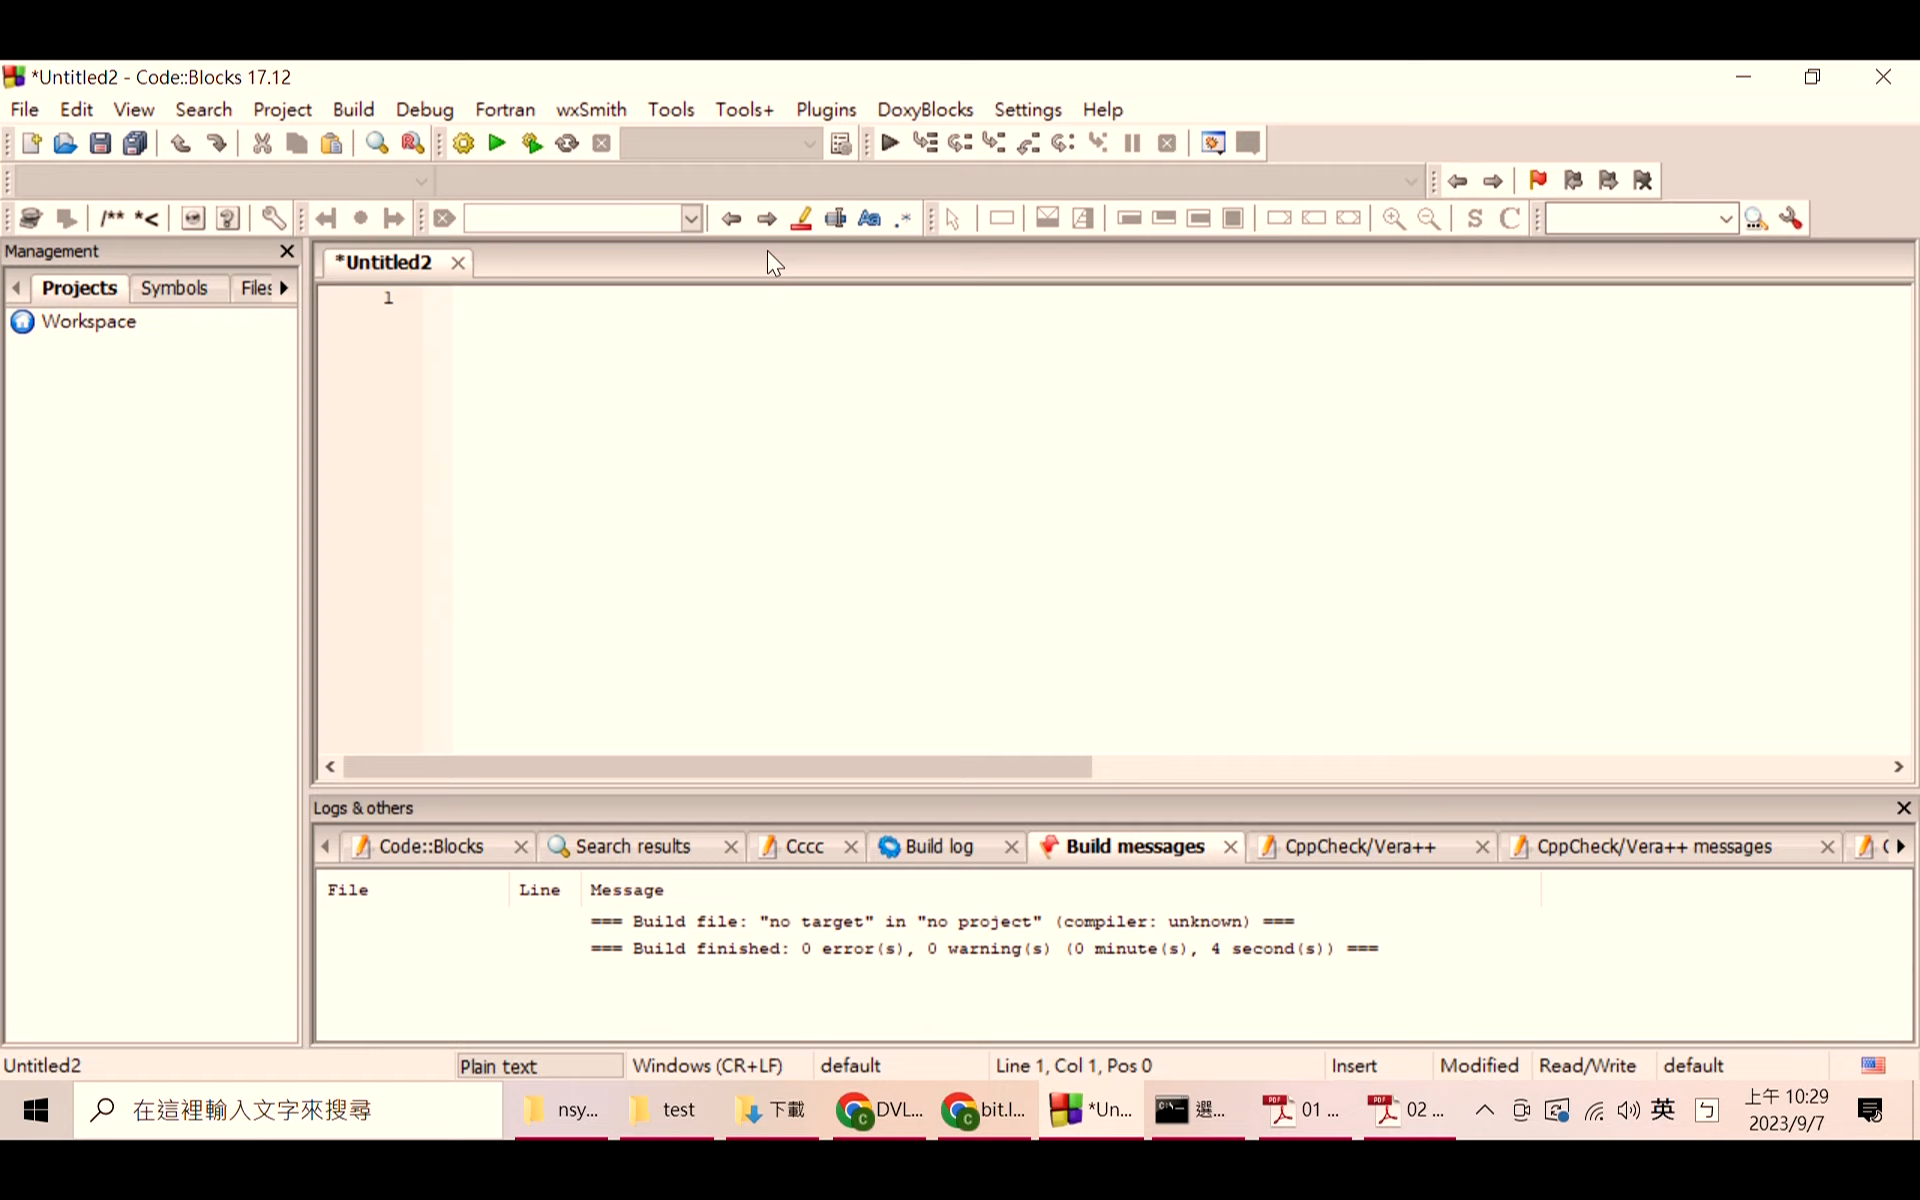 *Untitled2 - Code::Blocks 17.12
File Edit View Search Project Build Debug Fortran wxSmith Tools Tools+ Plugins DoxyBlocks Settings Help
/** *<
Aa .*
S C
Management
*Untitled2
Projects Symbols Files
1
Workspace
Logs & others
Code::Blocks Search results Cccc Build log Build messages CppCheck/Vera++ CppCheck/Vera++ messages
File Line Message
=== Build file: "no target" in "no project" (compiler: unknown) ===
=== Build finished: 0 error(s), 0 warning(s) (0 minute(s), 4 second(s)) ===
Untitled2 Plain text Windows (CR+LF) default Line 1, Col 1, Pos 0 Insert Modified Read/Write default
在這裡輸入文字來搜尋 nsy... test 下載 DVL... bit.l... *Un... 選... 01 ... 02 ... 英 ㄅ 上午 10:29
2023/9/7